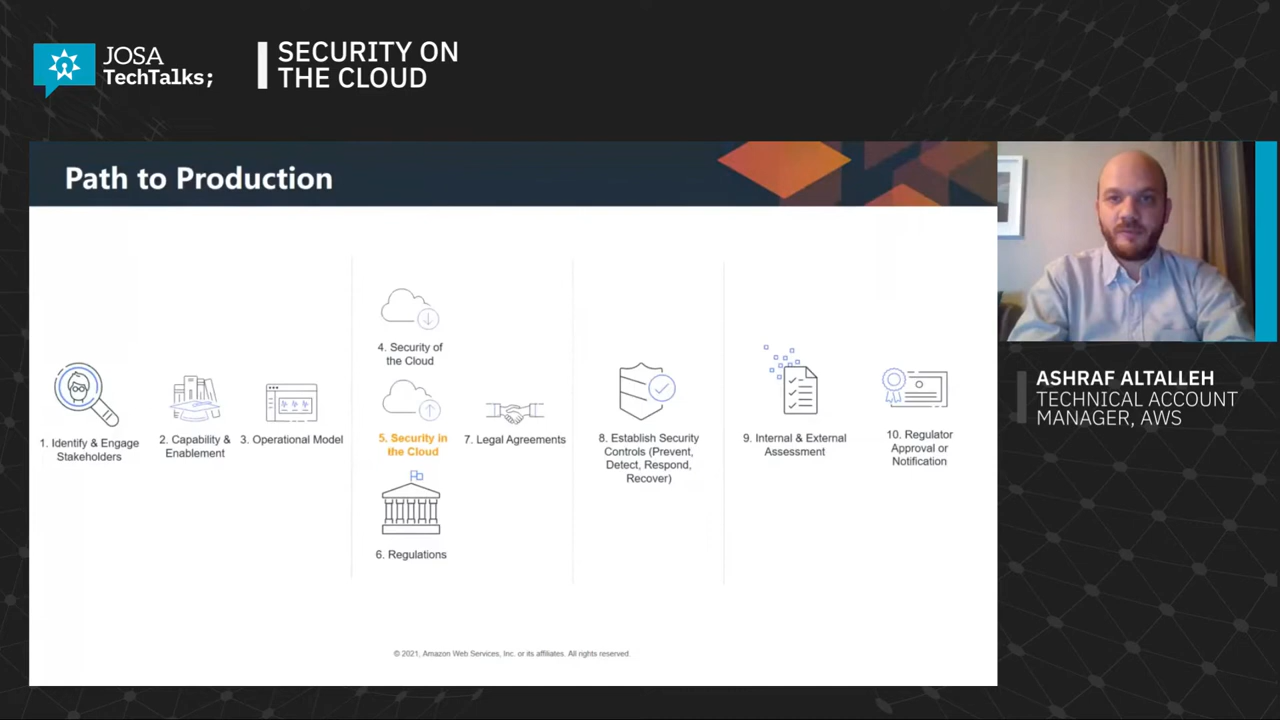 JOSA
TechTalks;
SECURITY ON
THE CLOUD
Path to Production
1. Identify & Engage
Stakeholders
2. Capability &
Enablement
3. Operational Model
4. Security of
the Cloud
5. Security in
the Cloud
6. Regulations
7. Legal Agreements
8. Establish Security
Controls (Prevent,
Detect, Respond,
Recover)
9. Internal & External
Assessment
10. Regulator
Approval or
Notification
© 2021, Amazon Web Services, Inc. or its affiliates. All rights reserved.
ASHRAF ALTALLEH
TECHNICAL ACCOUNT
MANAGER, AWS